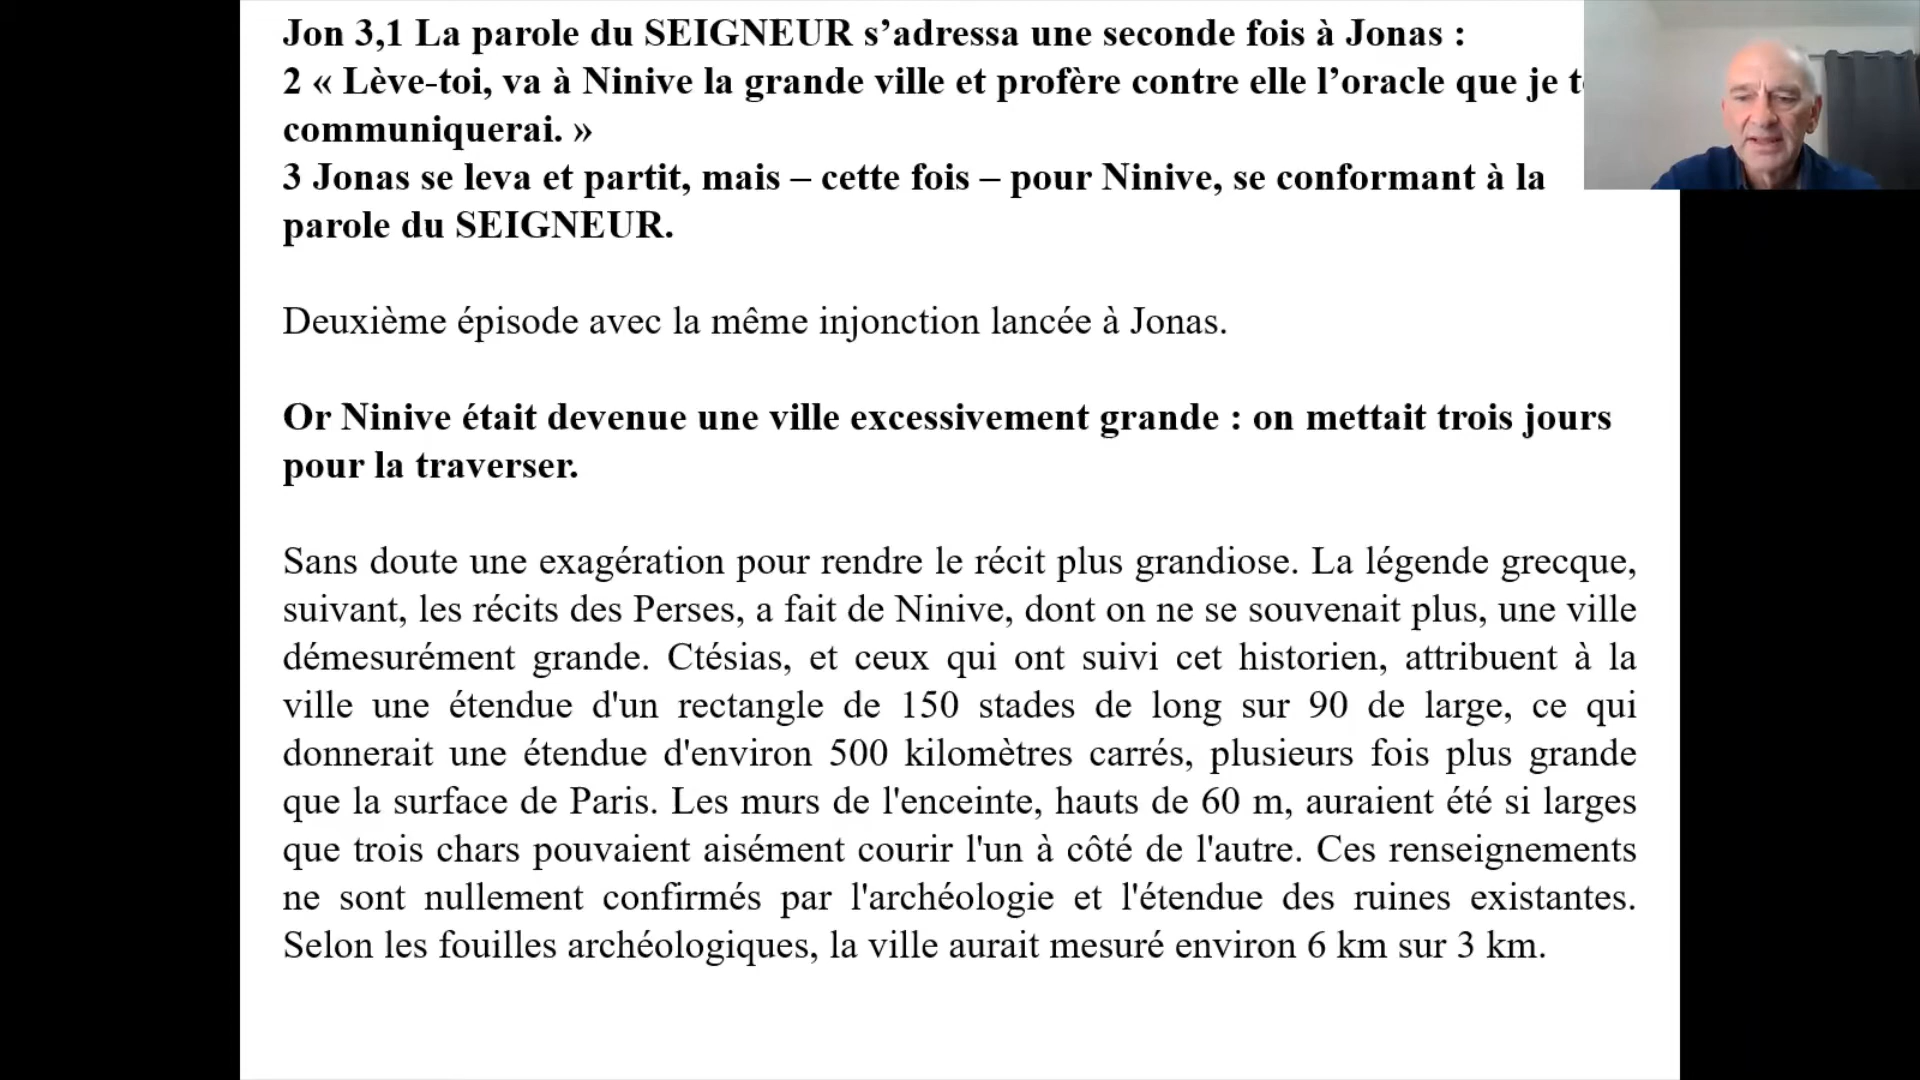 Jon 3,1 La parole du SEIGNEUR s’adressa une seconde fois à Jonas :
2 « Lève-toi, va à Ninive la grande ville et profère contre elle l’oracle que je
communiquerai. »
3 Jonas se leva et partit, mais – cette fois – pour Ninive, se conformant à la
parole du SEIGNEUR.
Deuxième épisode avec la même injonction lancée à Jonas.
Or Ninive était devenue une ville excessivement grande : on mettait trois jours
pour la traverser.
Sans doute une exagération pour rendre le récit plus grandiose. La légende grecque,
suivant, les récits des Perses, a fait de Ninive, dont on ne se souvenait plus, une ville
démesurément grande. Ctésias, et ceux qui ont suivi cet historien, attribuent à la
ville une étendue d'un rectangle de 150 stades de long sur 90 de large, ce qui
donnerait une étendue d'environ 500 kilomètres carrés, plusieurs fois plus grande
que la surface de Paris. Les murs de l'enceinte, hauts de 60 m, auraient été si larges
que trois chars pouvaient aisément courir l'un à côté de l'autre. Ces renseignements
ne sont nullement confirmés par l'archéologie et l'étendue des ruines existantes.
Selon les fouilles archéologiques, la ville aurait mesuré environ 6 km sur 3 km.